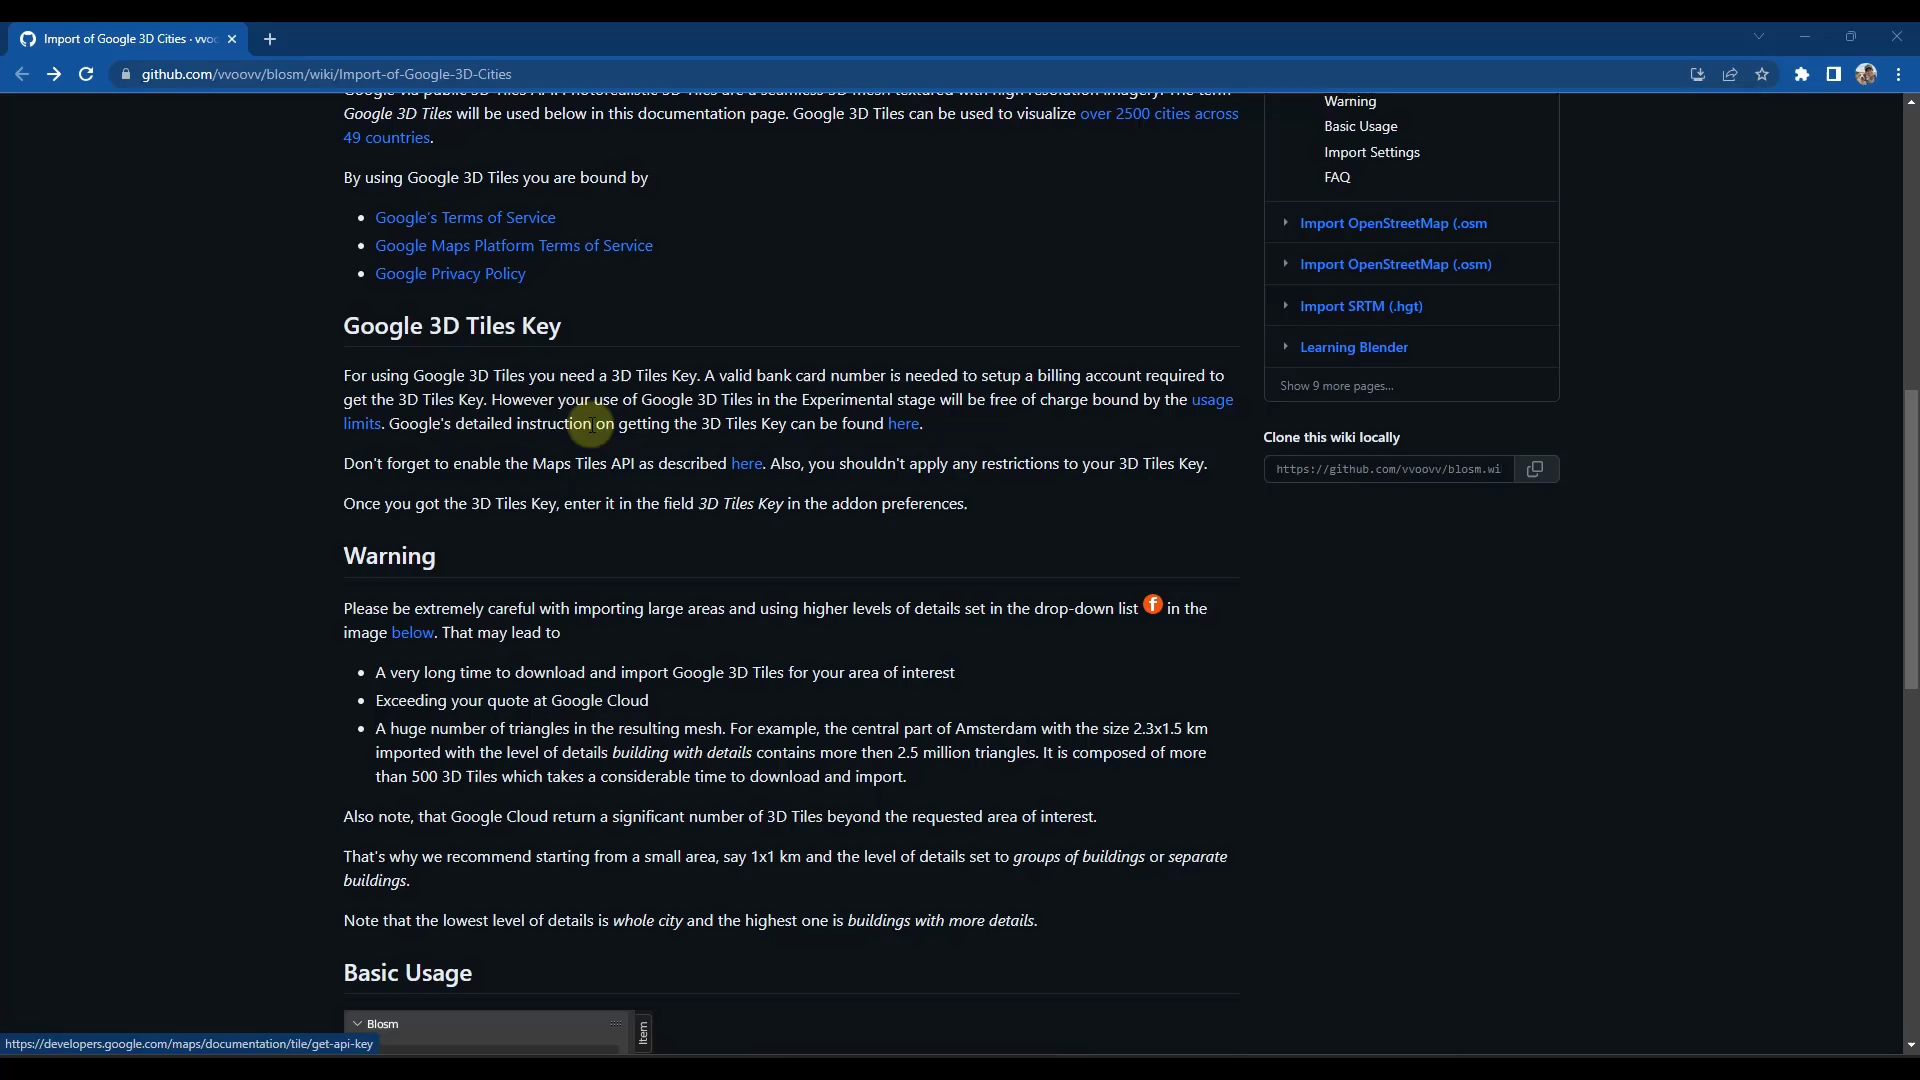 Import of Google 3D Cities · vvoo
github.com/vvoovv/blosm/wiki/Import-of-Google-3D-Cities
Google 3D Tiles will be used below in this documentation page. Google 3D Tiles can be used to visualize over 2500 cities across
49 countries.
By using Google 3D Tiles you are bound by
Google's Terms of Service
Google Maps Platform Terms of Service
Google Privacy Policy
Google 3D Tiles Key
For using Google 3D Tiles you need a 3D Tiles Key. A valid bank card number is needed to setup a billing account required to
get the 3D Tiles Key. However your use of Google 3D Tiles in the Experimental stage will be free of charge bound by the usage
limits. Google's detailed instruction on getting the 3D Tiles Key can be found here.
Don't forget to enable the Maps Tiles API as described here. Also, you shouldn't apply any restrictions to your 3D Tiles Key.
Once you got the 3D Tiles Key, enter it in the field 3D Tiles Key in the addon preferences.
Warning
Please be extremely careful with importing large areas and using higher levels of details set in the drop-down list f in the
image below. That may lead to
A very long time to download and import Google 3D Tiles for your area of interest
Exceeding your quote at Google Cloud
A huge number of triangles in the resulting mesh. For example, the central part of Amsterdam with the size 2.3x1.5 km
imported with the level of details building with details contains more then 2.5 million triangles. It is composed of more
than 500 3D Tiles which takes a considerable time to download and import.
Also note, that Google Cloud return a significant number of 3D Tiles beyond the requested area of interest.
That's why we recommend starting from a small area, say 1x1 km and the level of details set to groups of buildings or separate
buildings.
Note that the lowest level of details is whole city and the highest one is buildings with more details.
Basic Usage
Blosm
Item
https://developers.google.com/maps/documentation/tile/get-api-key
Warning
Basic Usage
Import Settings
FAQ
Import OpenStreetMap (.osm
Import OpenStreetMap (.osm)
Import SRTM (.hgt)
Learning Blender
Show 9 more pages...
Clone this wiki locally
https://github.com/vvoovv/blosm.wi